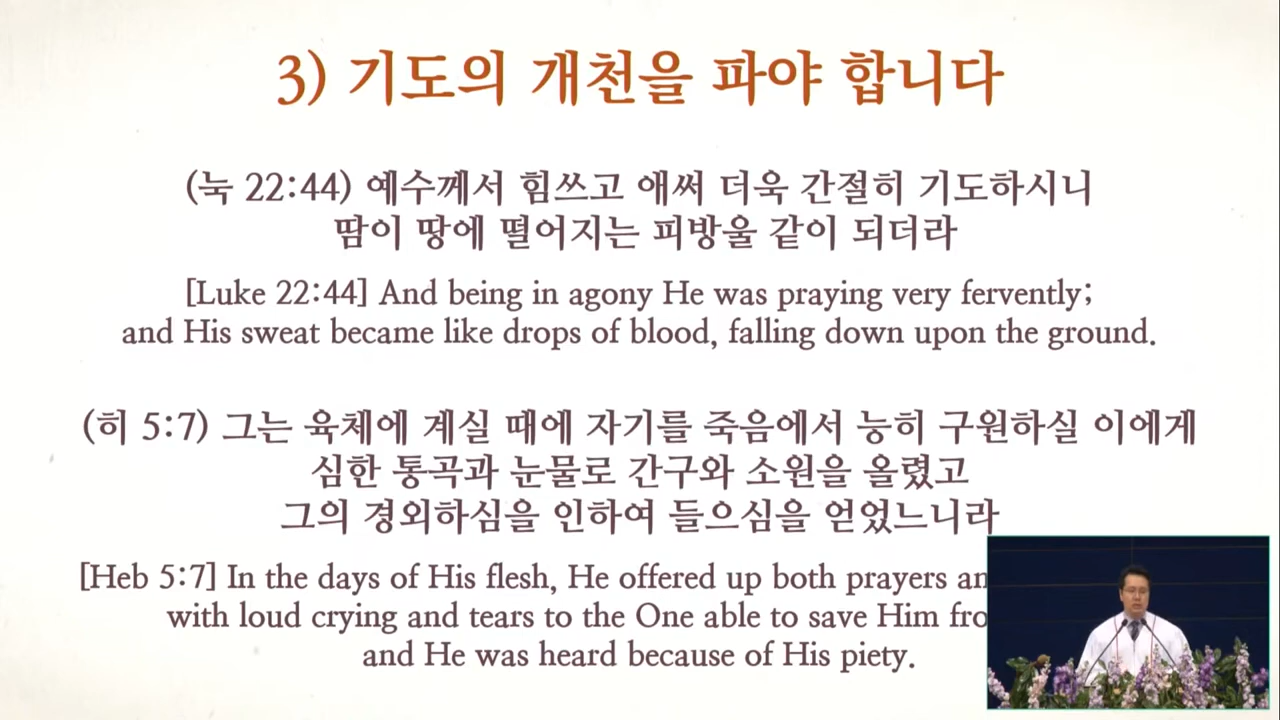 3) 기도의 개천을 파야 합니다
(눅 22:44) 예수께서 힘쓰고 애써 더욱 간절히 기도하시니
땀이 땅에 떨어지는 피방울 같이 되더라
[Luke 22:44] And being in agony He was praying very fervently;
and His sweat became like drops of blood, falling down upon the ground.
(히 5:7) 그는 육체에 계실 때에 자기를 죽음에서 능히 구원하실 이에게
심한 통곡과 눈물로 간구와 소원을 올렸고
그의 경외하심을 인하여 들으심을 얻었느니라
[Heb 5:7] In the days of His flesh, He offered up both prayers
with loud crying and tears to the One able to save Him
and He was heard because of His piety.